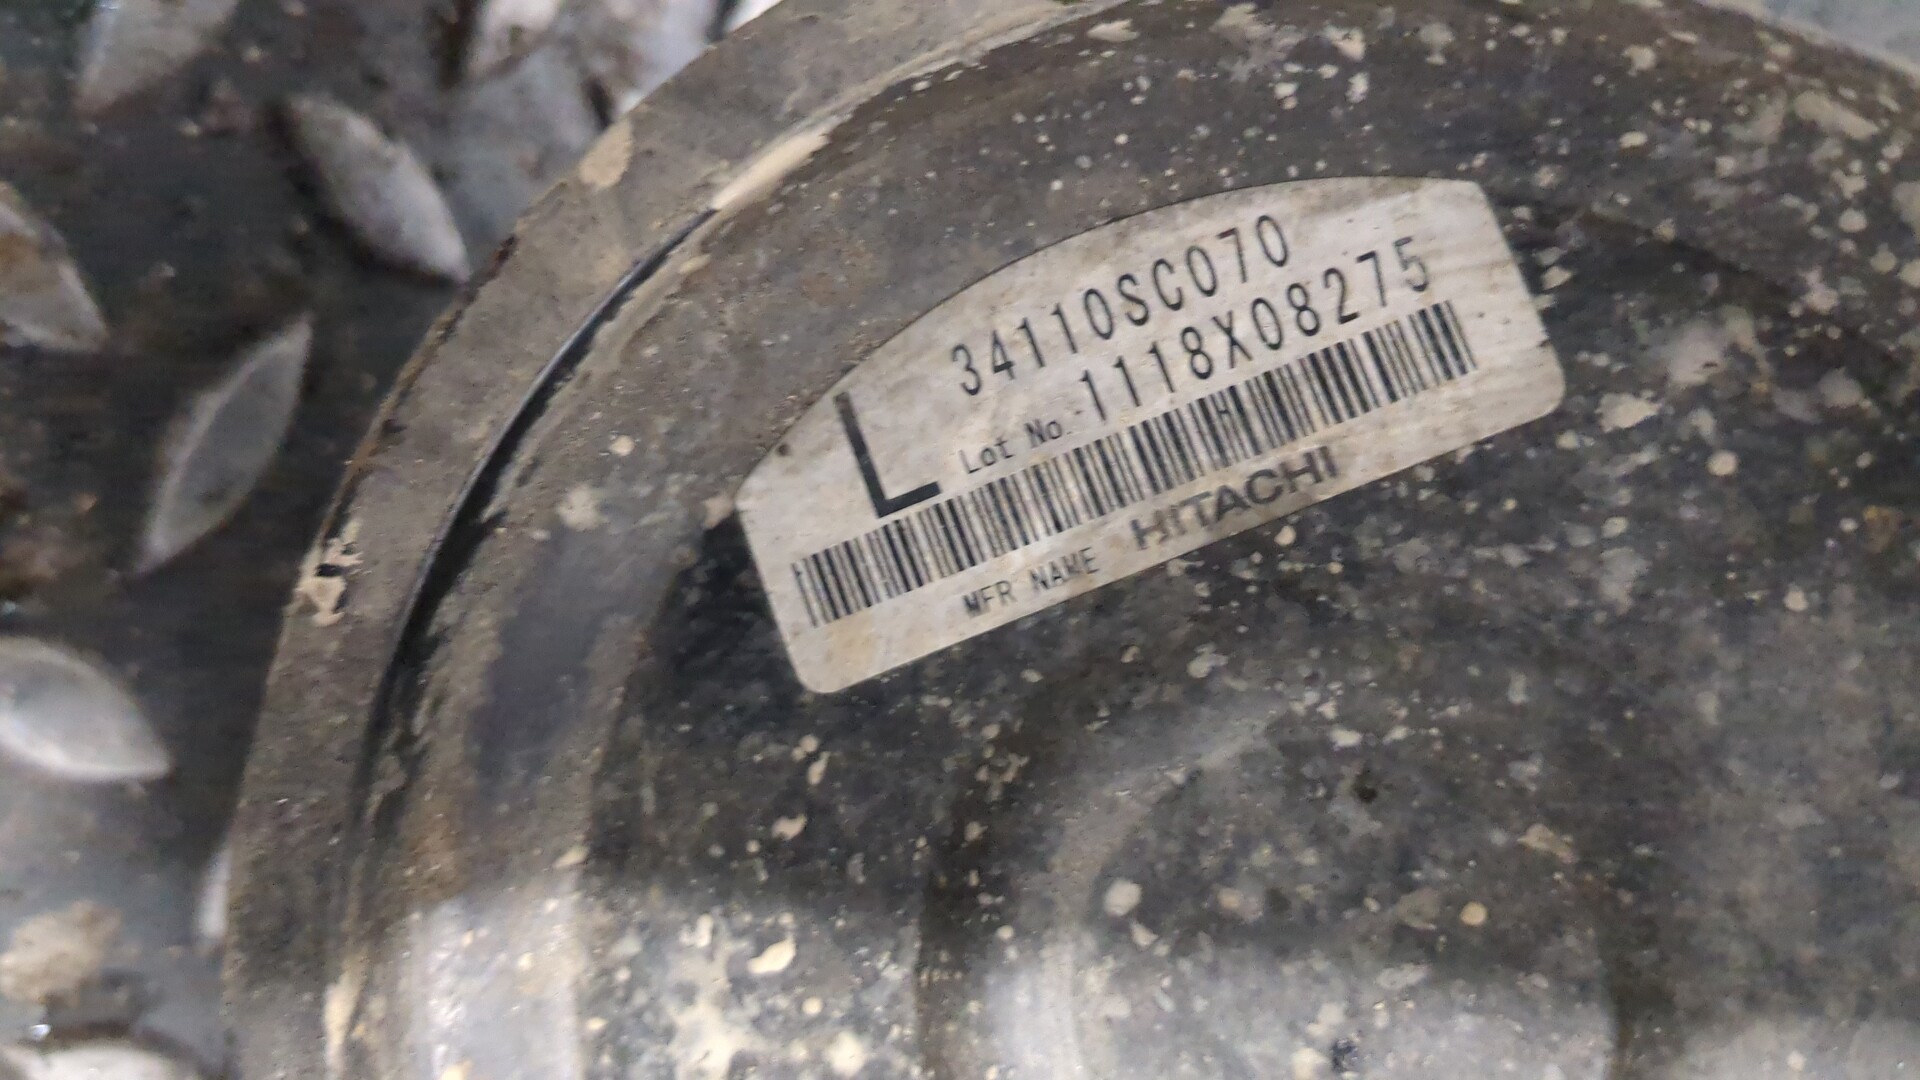 34110SC070
L Lot No. 1118X08275
MFR NAME HITACHI